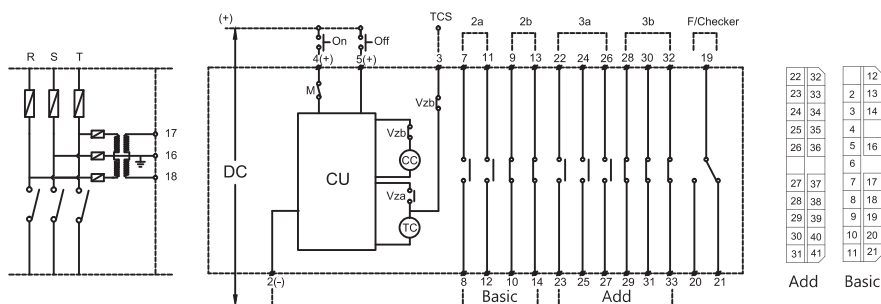 (+) TCS 2a 2b 3a 3b F/Checker
On Off
R S T 4(+) 5(+) 3 7 11 9 13 22 24 26 28 30 32 19
M Vzb
17
16
18
DC CU Vzb CC
Vza TC
2(-) 8 12 10 14 23 25 27 29 31 33 20 21
Basic Add
22 32
23 33
24 34
25 35
26 36
27 37
28 38
29 39
30 40
31 41
Add
12
2 13
3 14
4
5 16
6
7 17
8 18
9 19
10 20
11 21
Basic